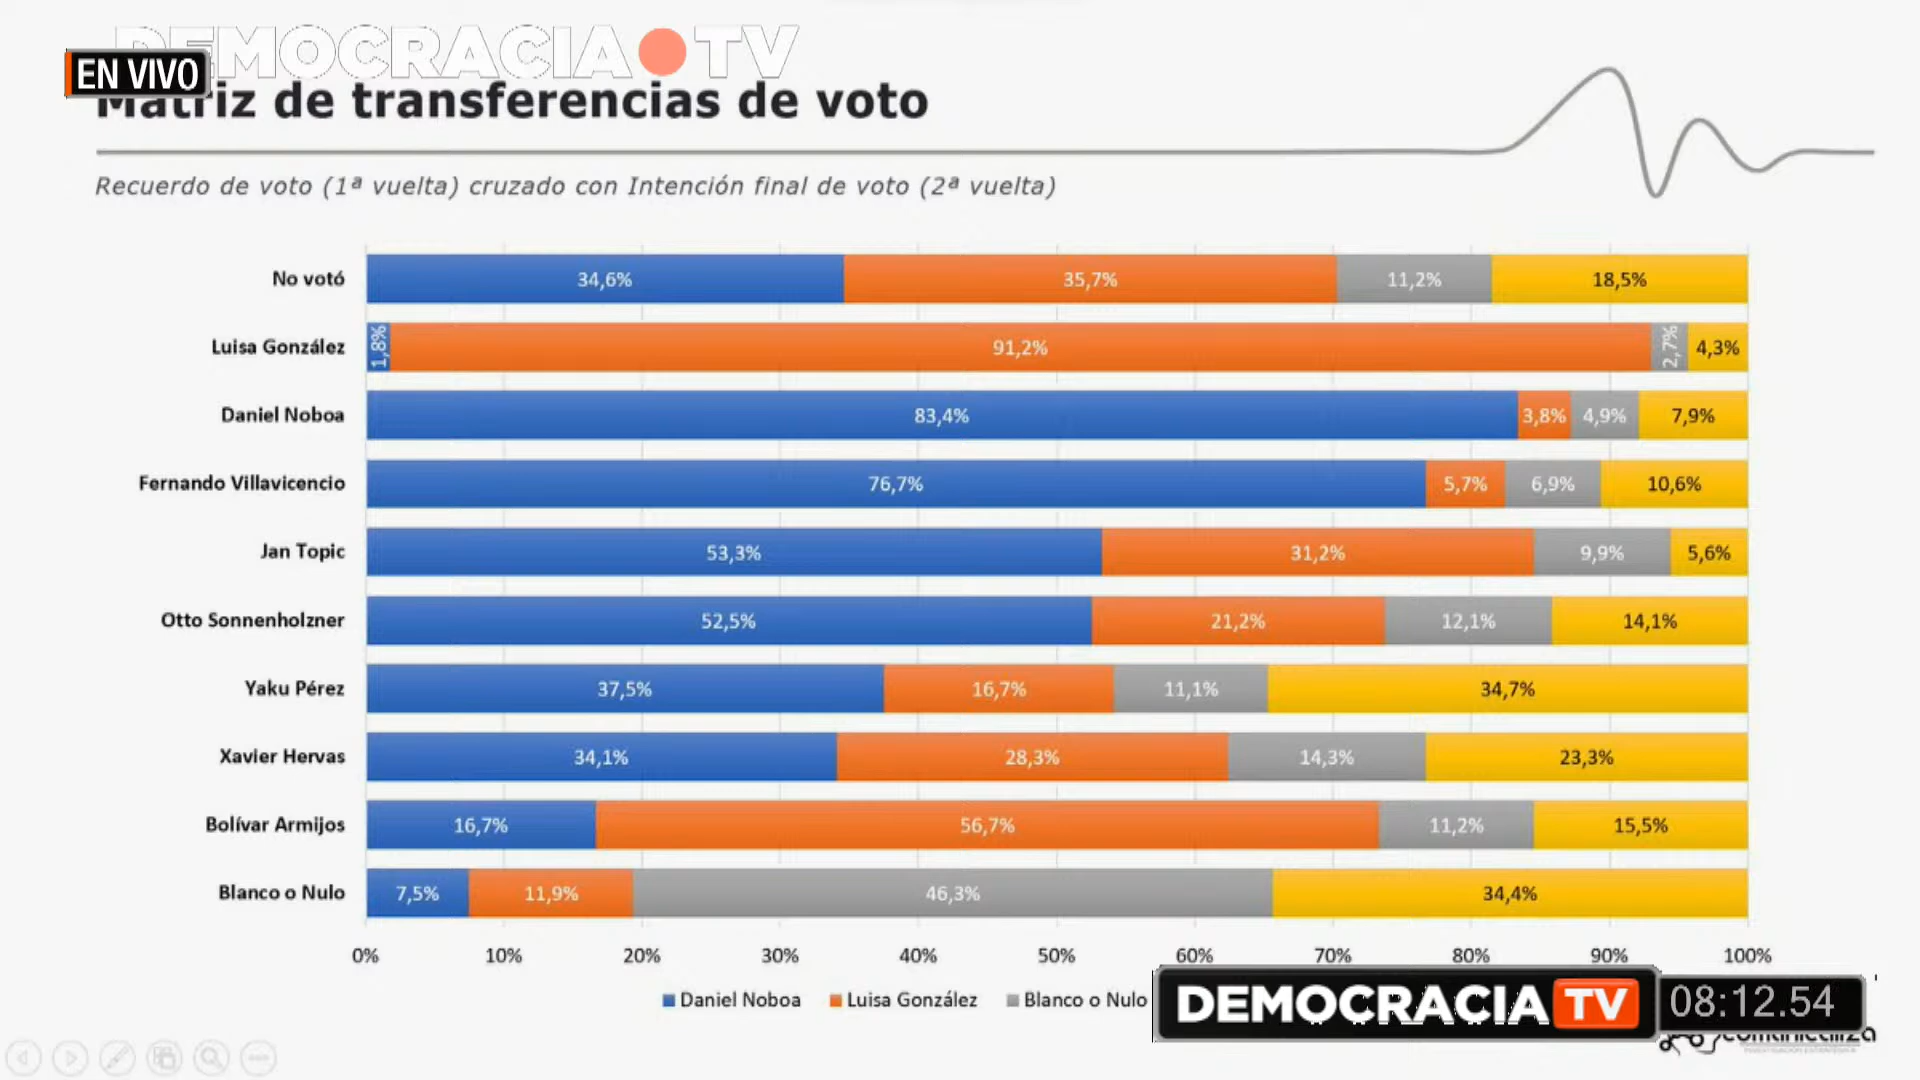 DEMOCRACIA TV
EN VIVO
Matriz de transferencias de voto
Recuerdo de voto (1ª vuelta) cruzado con Intención final de voto (2ª vuelta)
No votó 34,6% 35,7% 11,2% 18,5%
Luisa González 1,8% 91,2% 2,7% 4,3%
Daniel Noboa 83,4% 3,8% 4,9% 7,9%
Fernando Villavicencio 76,7% 5,7% 6,9% 10,6%
Jan Topic 53,3% 31,2% 9,9% 5,6%
Otto Sonnenholzner 52,5% 21,2% 12,1% 14,1%
Yaku Pérez 37,5% 16,7% 11,1% 34,7%
Xavier Hervas 34,1% 28,3% 14,3% 23,3%
Bolívar Armijos 16,7% 56,7% 11,2% 15,5%
Blanco o Nulo 7,5% 11,9% 46,3% 34,4%
0% 10% 20% 30% 40% 50% 60% 70% 80% 90% 100%
Daniel Noboa Luisa González Blanco o Nulo
DEMOCRACIA TV 08:12.54
comunicaliza